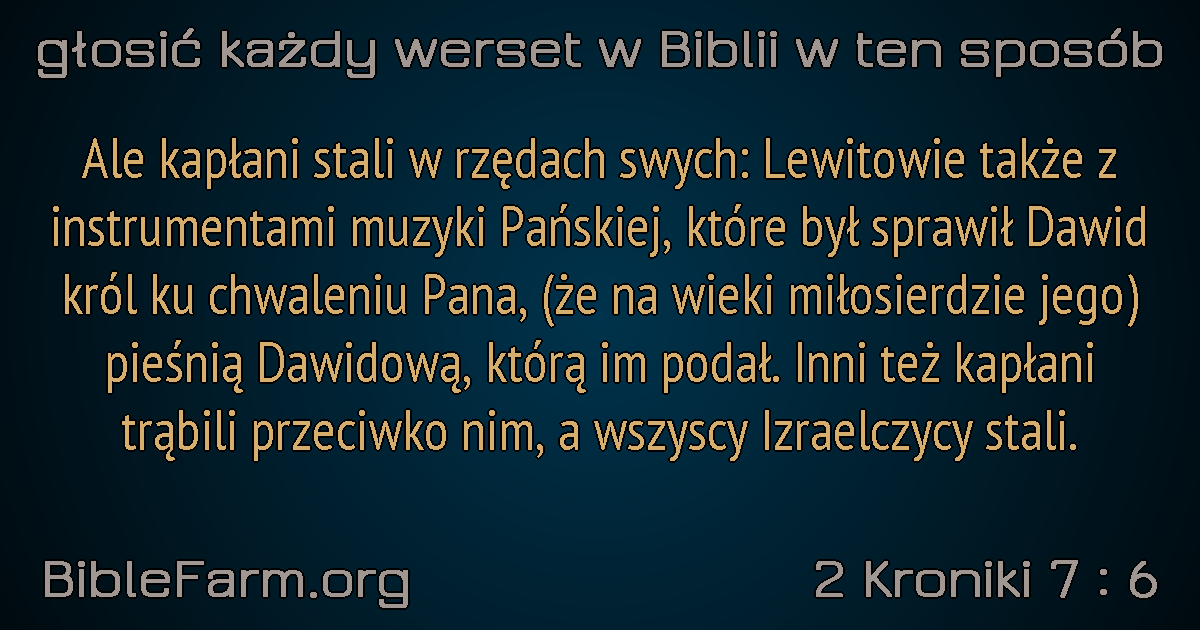 głosić każdy werset w Biblii w ten sposób
Ale kapłani stali w rzędach swych: Lewitowie także z
instrumentami muzyki Pańskiej, które był sprawił Dawid
król ku chwaleniu Pana, (że na wieki miłosierdzie jego)
pieśnią Dawidową, którą im podał. Inni też kapłani
trąbili przeciwko nim, a wszyscy Izraelczycy stali.
BibleFarm.org
2 Kroniki 7 : 6